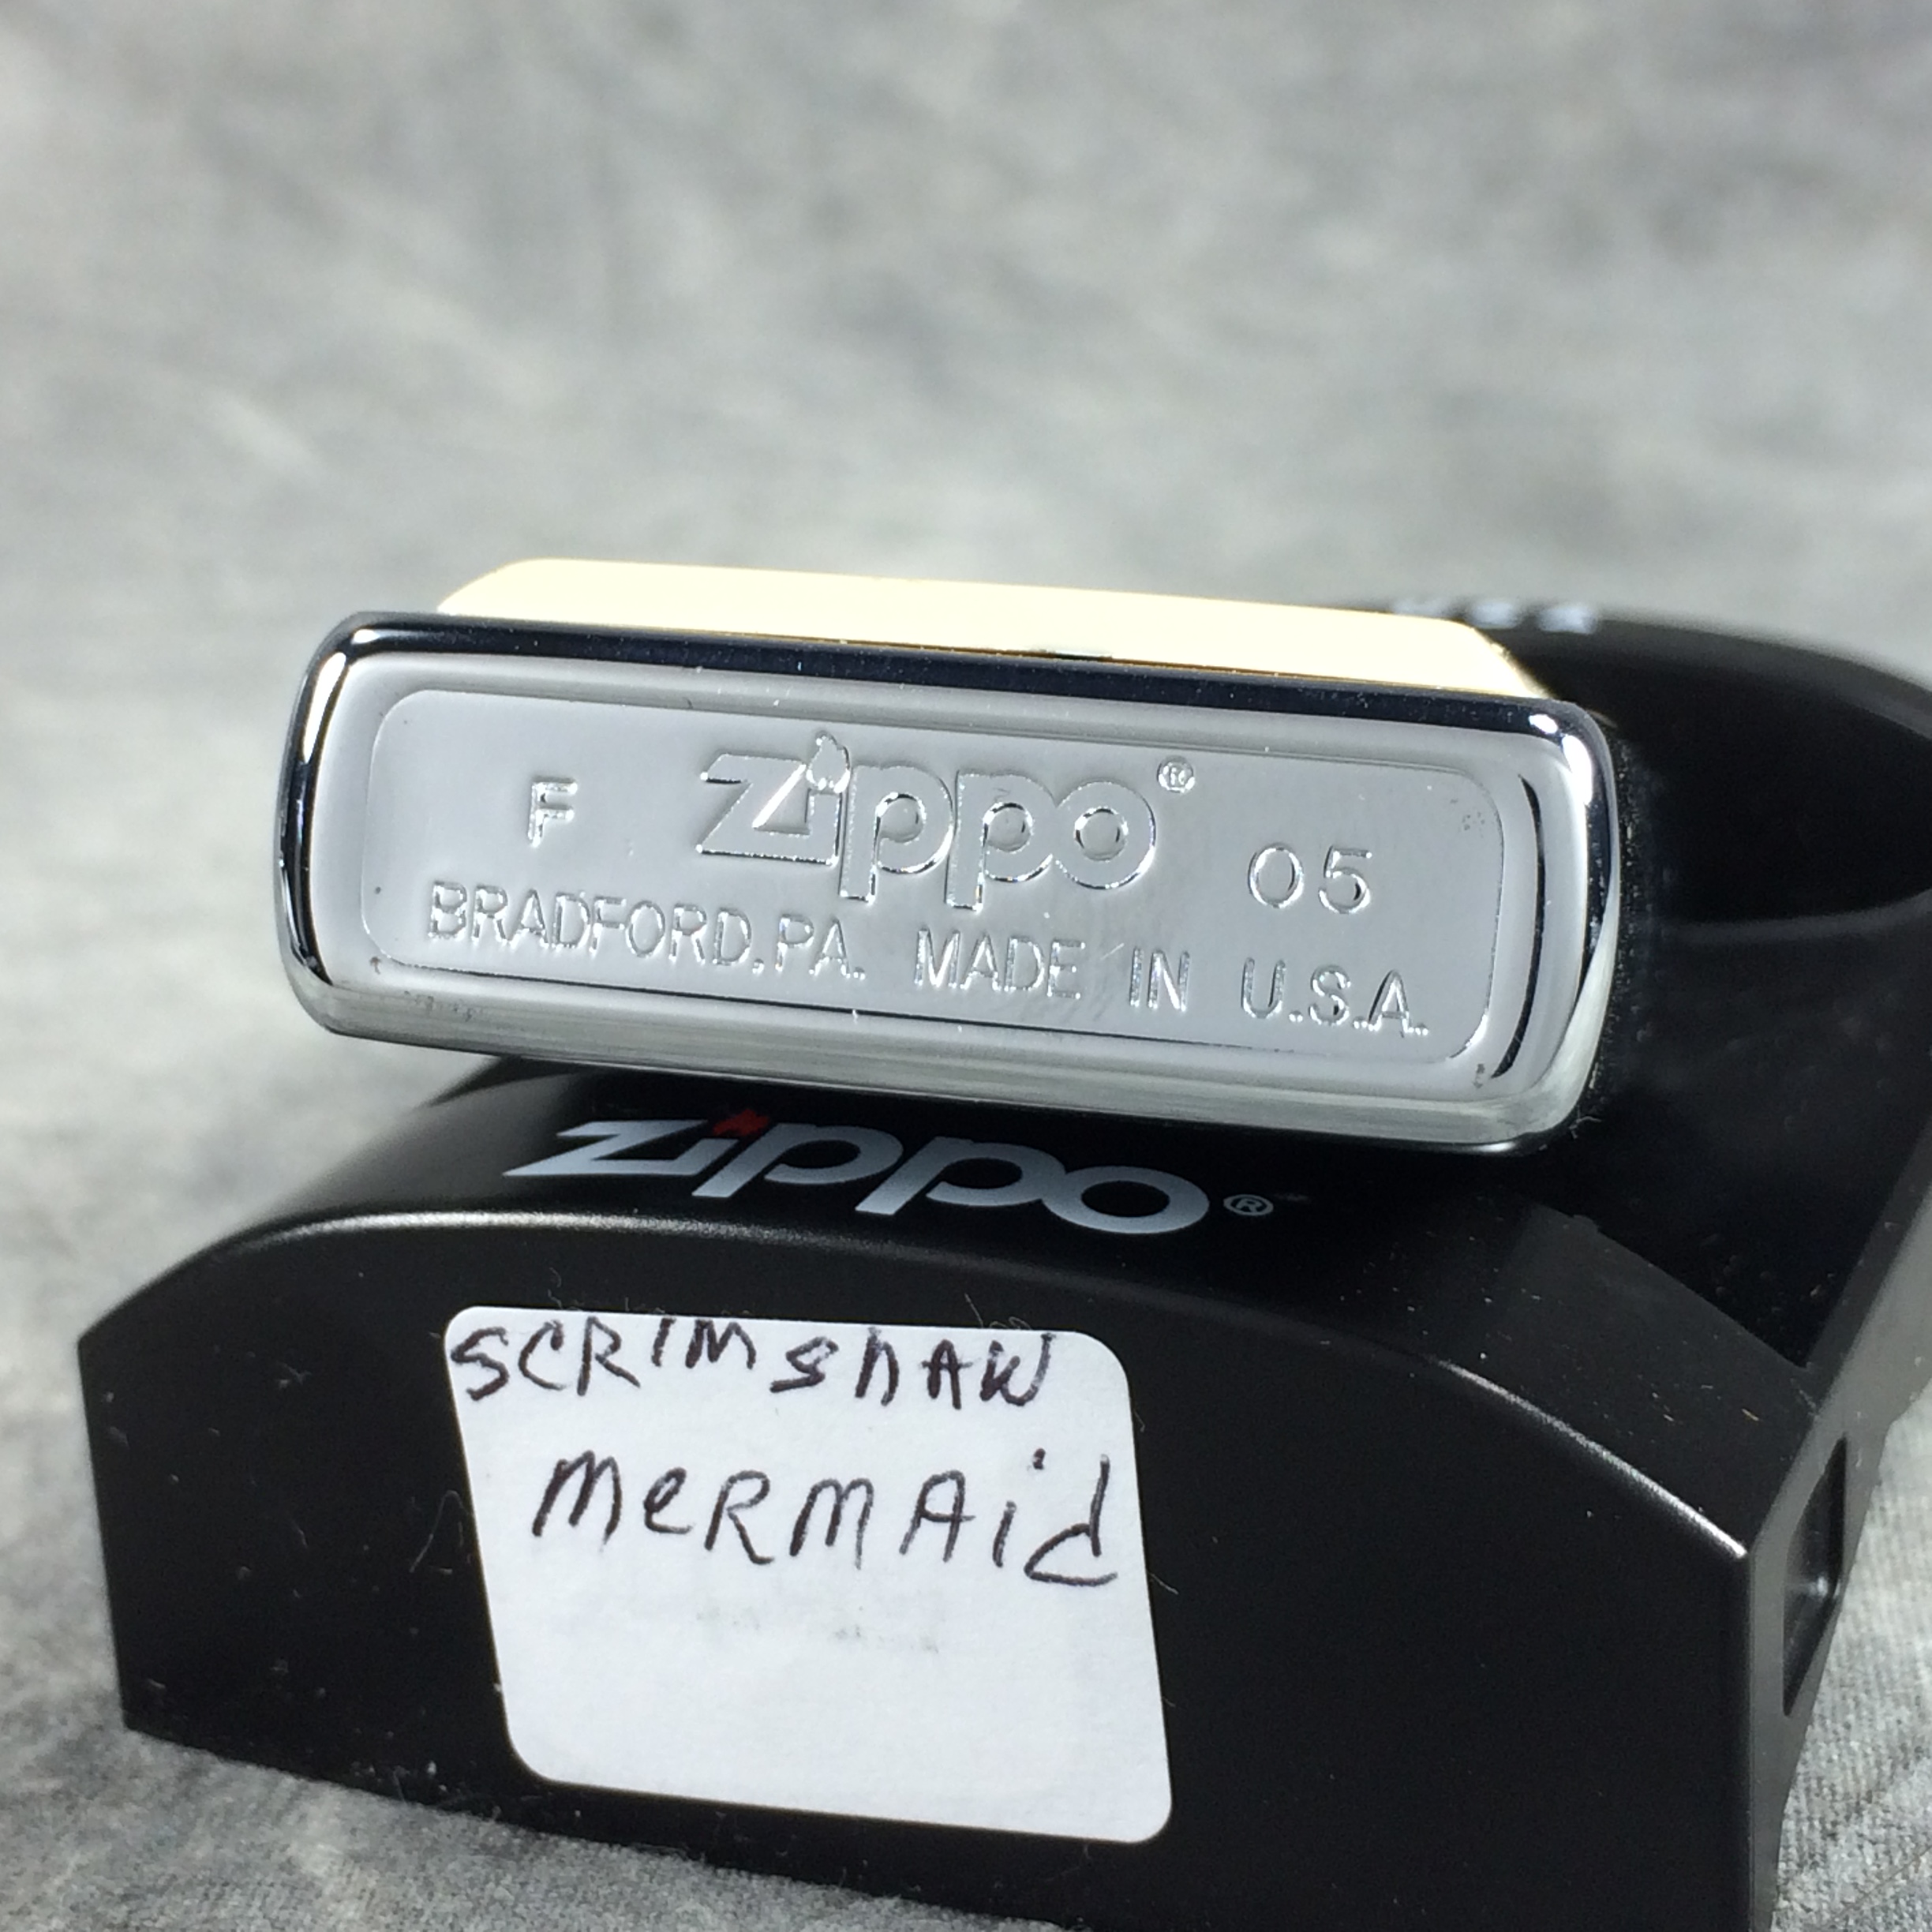 F zippo® 05
BRADFORD, PA. MADE IN U.S.A.
zippo®
SCRIMSHAW
MeRMAid